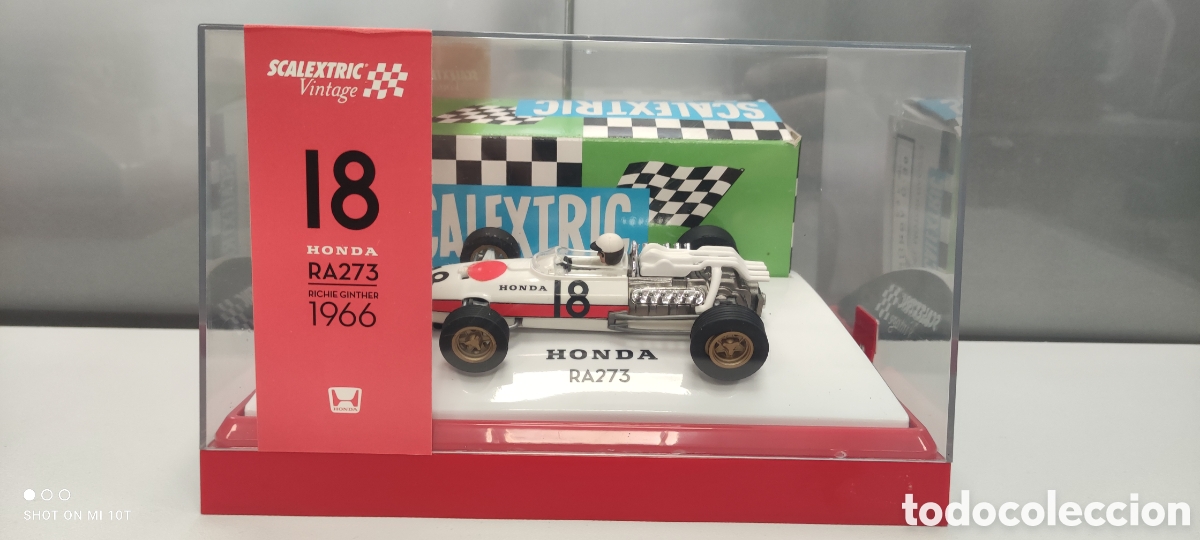 SCALEXTRIC
Vintage
18
HONDA
RA273
RICHIE GINTHER
1966
HONDA
SCALEXTRIC
CALEXTRIC
HONDA 18
HONDA
RA273
SHOT ON MI 10T
todocoleccion